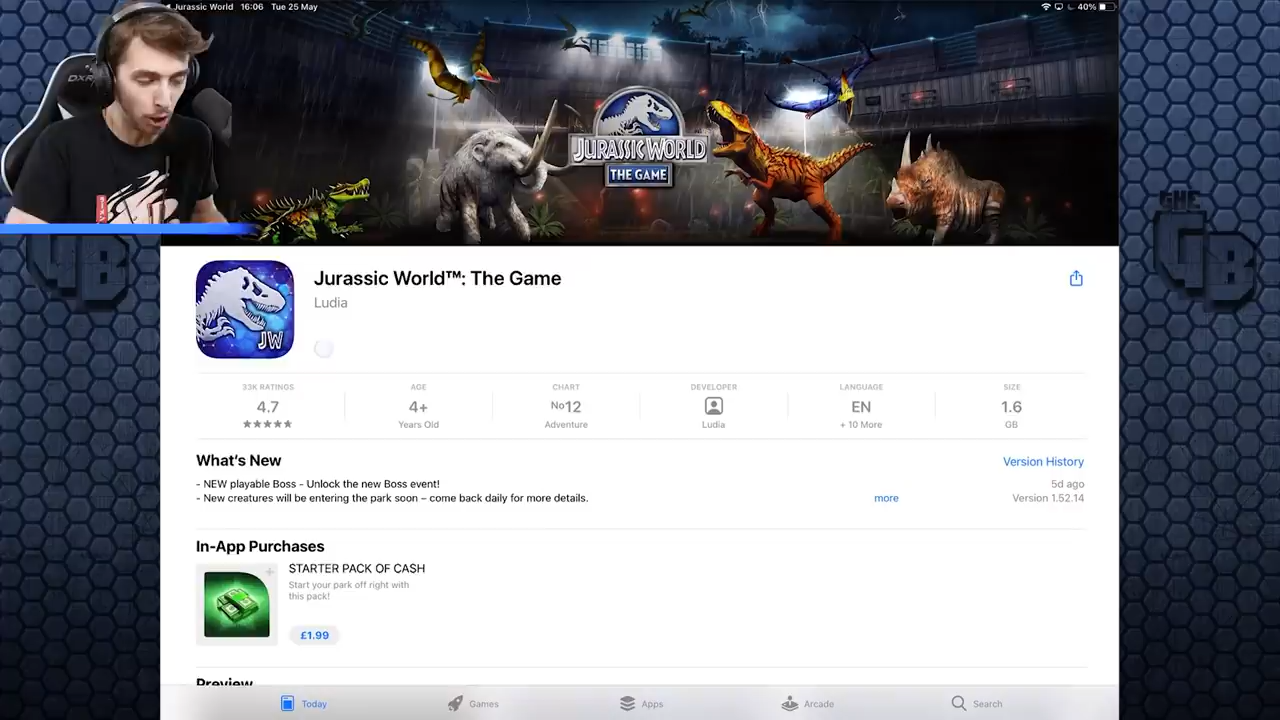 Jurassic World 16:06 Tue 25 May
40%
DXR
JURASSIC WORLD
THE GAME
THE
QB
Jurassic World™: The Game
Ludia
JW
33K RATINGS
4.7
AGE
4+
Years Old
CHART
No12
Adventure
DEVELOPER
Ludia
LANGUAGE
EN
+ 10 More
SIZE
1.6
GB
What's New
Version History
- NEW playable Boss - Unlock the new Boss event!
5d ago
- New creatures will be entering the park soon – come back daily for more details.
more
Version 1.52.14
In-App Purchases
STARTER PACK OF CASH
Start your park off right with
this pack!
£1.99
Preview
Today
Games
Apps
Arcade
Search